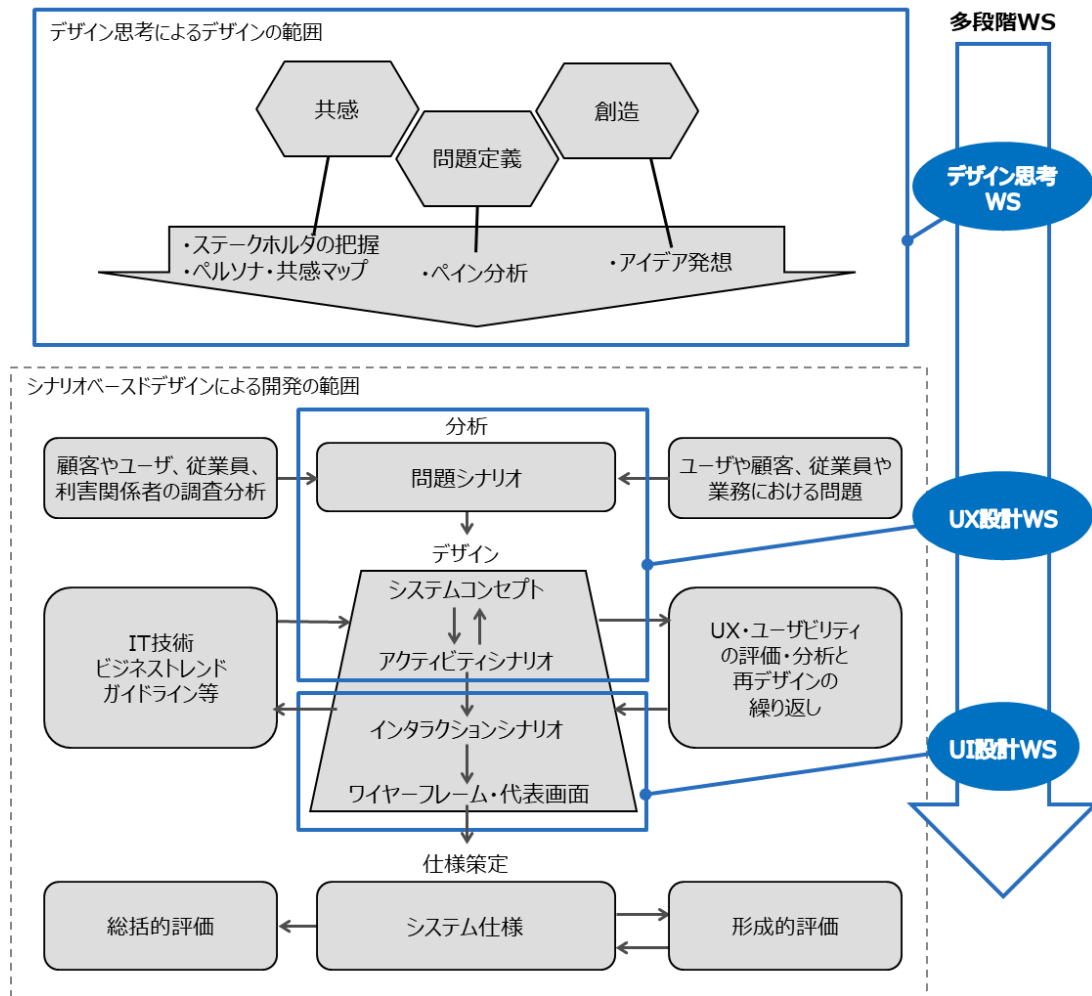 デザイン思考によるデザインの範囲
多段階WS
共感
問題定義
創造
デザイン思考
WS
・ステークホルダの把握
・ペルソナ・共感マップ
・ペイン分析
・アイデア発想
シナリオベースドデザインによる開発の範囲
分析
顧客やユーザ、従業員、
利害関係者の調査分析
問題シナリオ
ユーザや顧客、従業員や
業務における問題
UX設計WS
デザイン
システムコンセプト
アクティビティシナリオ
IT技術
ビジネストレンド
ガイドライン等
UX・ユーザビリティ
の評価・分析と
再デザインの
繰り返し
インタラクションシナリオ
ワイヤーフレーム・代表画面
UI設計WS
仕様策定
総括的評価
システム仕様
形成的評価